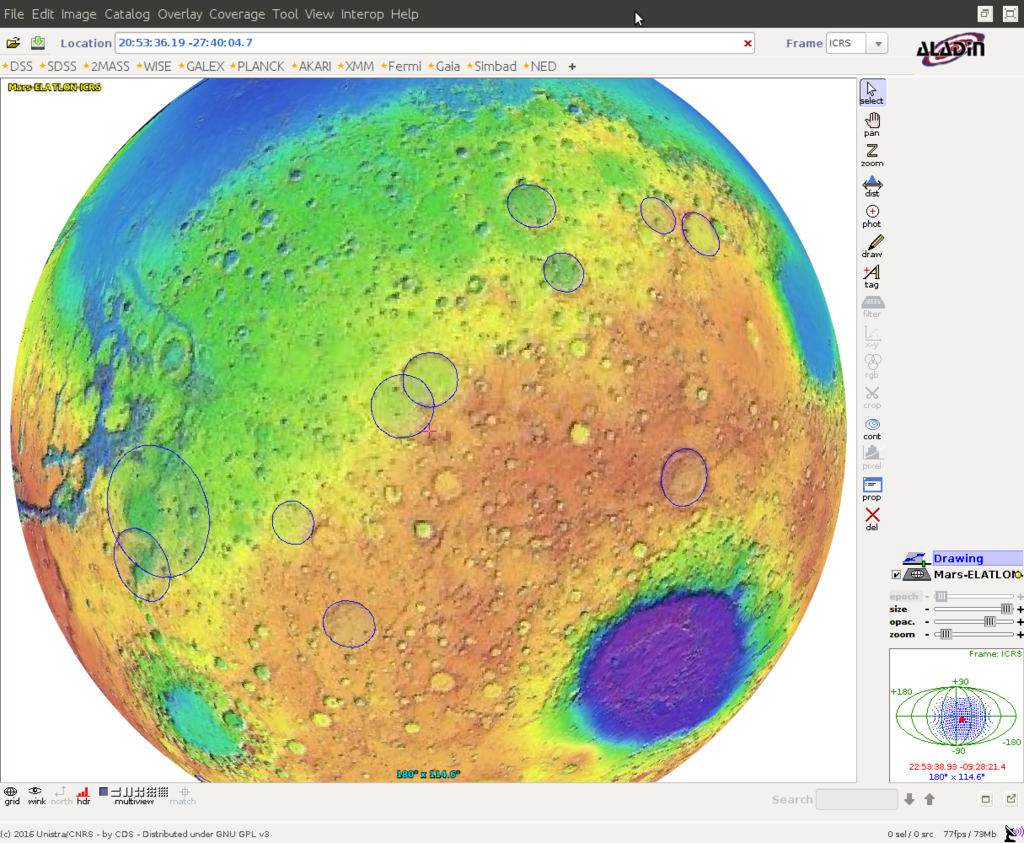 File Edit Image Catalog Overlay Coverage Tool View Interop Help
Location 20:53:36.19 -27:40:04.7 Frame ICRS ALADIN
DSS SDSS 2MASS WISE GALEX PLANCK AKARI XMM Fermi Gaia Simbad NED +
Mars-ELATLON-ICRS
select
pan
zoom
dist
phot
draw
tag
filter
x-y
rgb
crop
cont
pixel
prop
del
Drawing
Mars-ELATLON
epoch - +
size - +
opac. - +
zoom - +
Frame: ICRS
+90
+180
-180
-90
22:53:38.93 -09:28:21.4
180° x 114.6°
180° x 114.6°
grid wink north hdr multiview match
Search
(c) 2016 Unistra/CNRS - by CDS - Distributed under GNU GPL v3
0 sel / 0 src 77fps / 73Mb